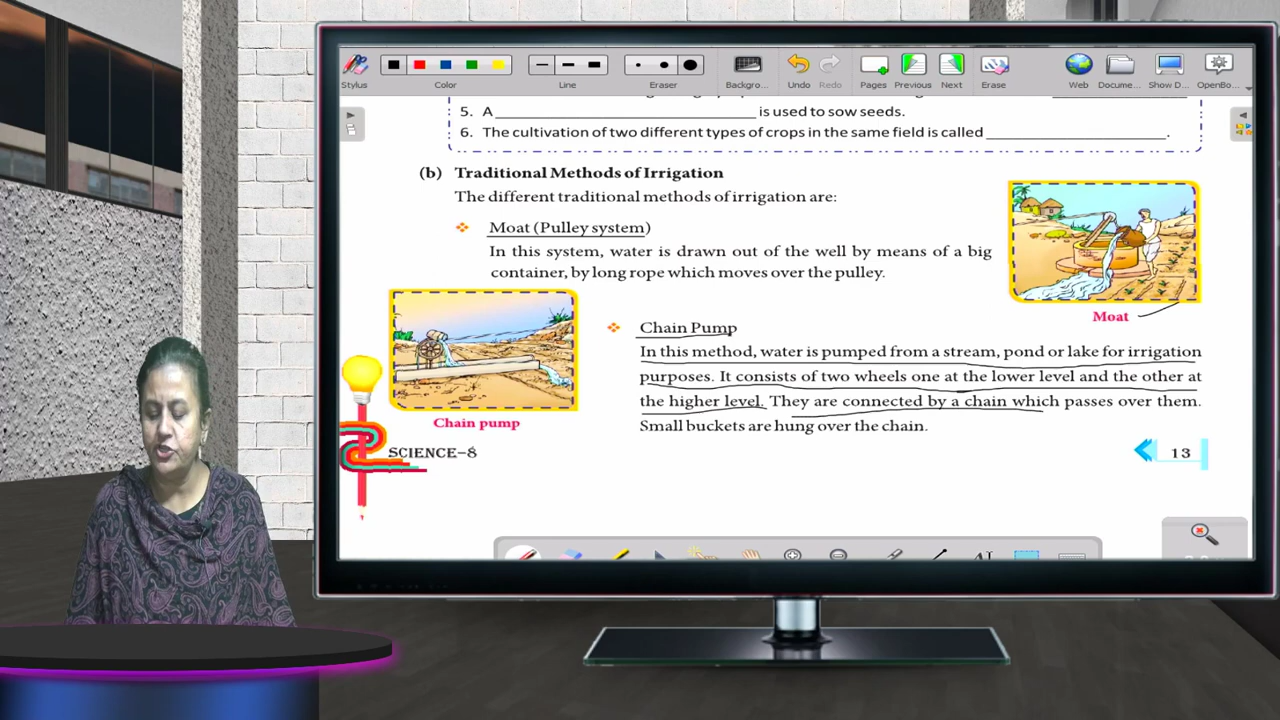 Stylus
Color
Line
Eraser
Backgro...
Undo
Redo
Pages
Previous
Next
Erase
Web
Docume...
Show D...
OpenBo...
5. A ____________ is used to sow seeds.
6. The cultivation of two different types of crops in the same field is called ____________.
(b) Traditional Methods of Irrigation
The different traditional methods of irrigation are:
Moat (Pulley system)
In this system, water is drawn out of the well by means of a big
container, by long rope which moves over the pulley.
Moat
Chain Pump
In this method, water is pumped from a stream, pond or lake for irrigation
purposes. It consists of two wheels one at the lower level and the other at
the higher level. They are connected by a chain which passes over them.
Small buckets are hung over the chain.
Chain pump
SCIENCE–8
13